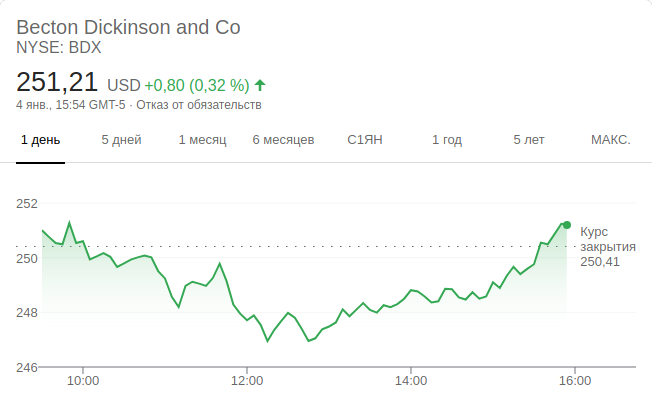 Becton Dickinson and Co
NYSE: BDX
251,21 USD +0,80 (0,32 %)
4 янв., 15:54 GMT-5 · Отказ от обязательств
1 день 5 дней 1 месяц 6 месяцев С1ЯН 1 год 5 лет МАКС.
252
250
248
246
Курс
закрытия
250,41
10:00 12:00 14:00 16:00